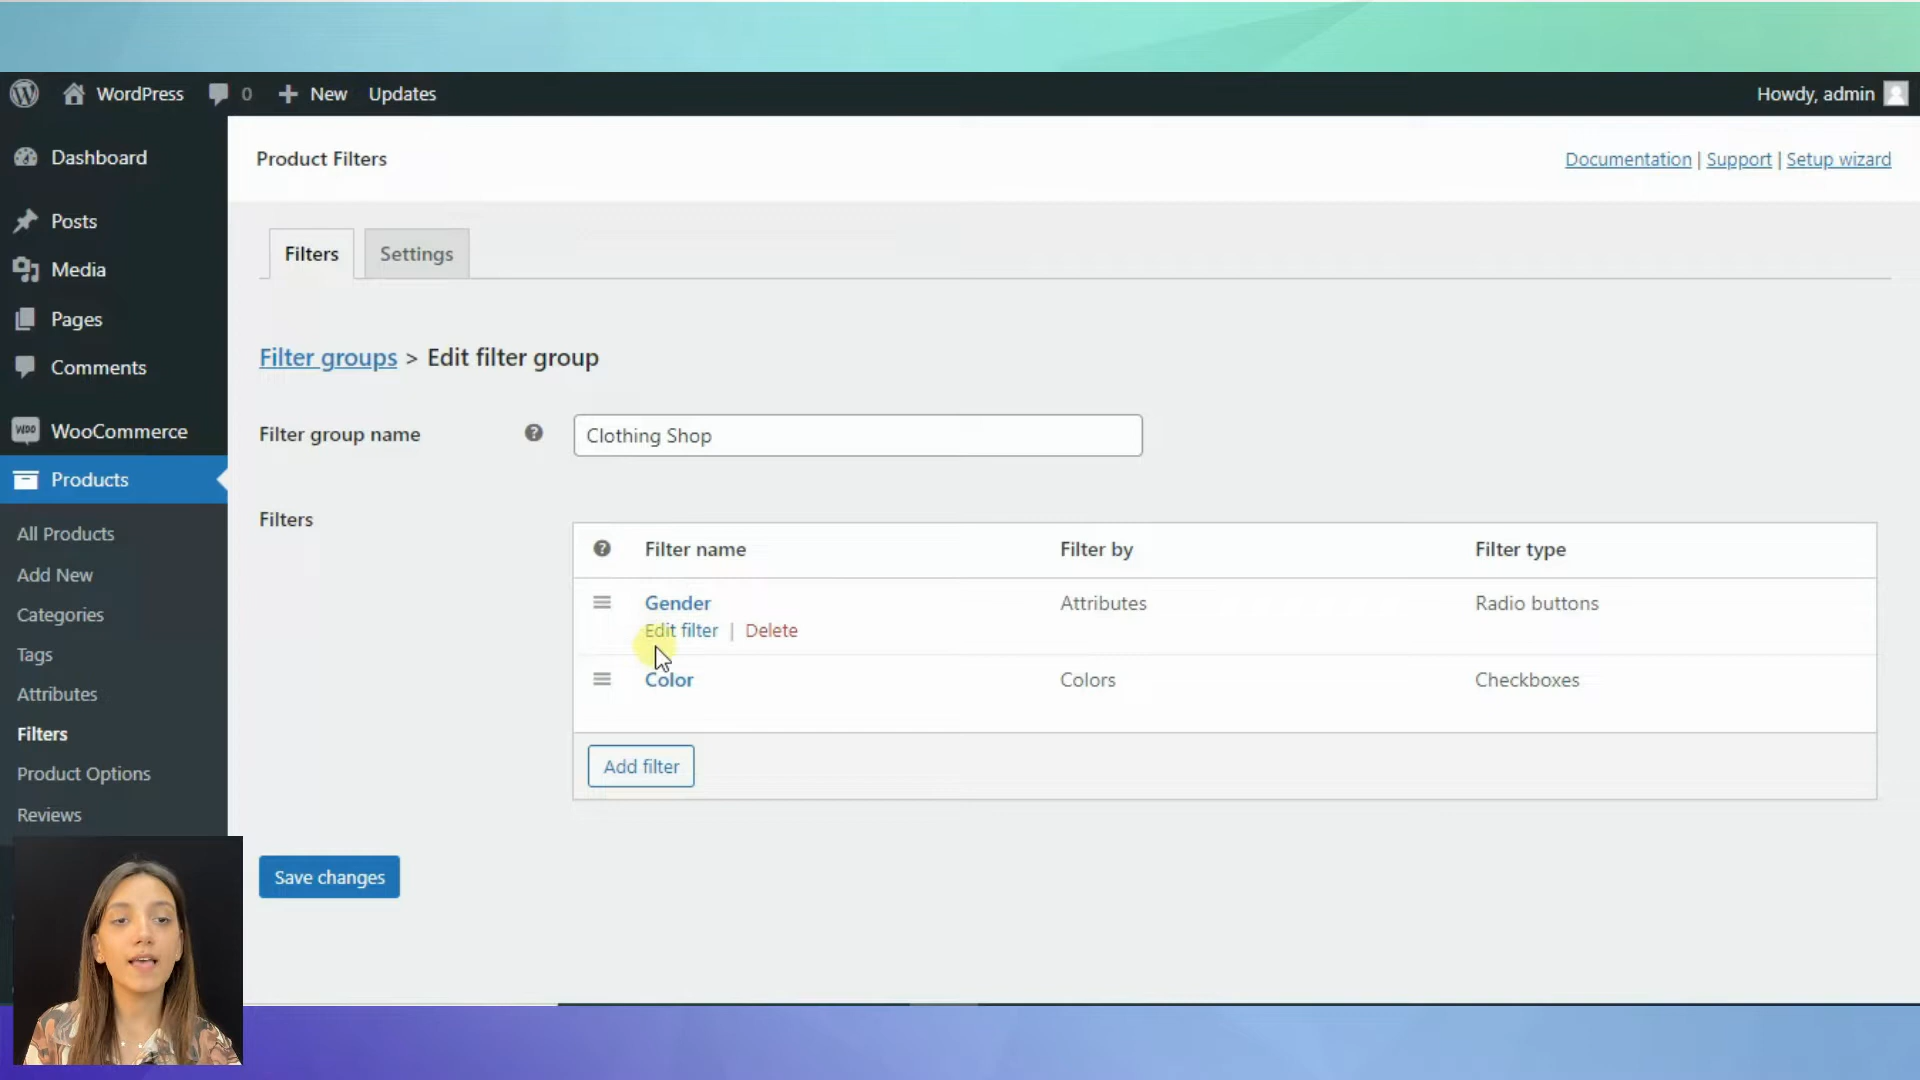 WordPress 0 New Updates Howdy, admin
Dashboard
Posts
Media
Pages
Comments
WOO WooCommerce
Products
All Products
Add New
Categories
Tags
Attributes
Filters
Product Options
Reviews
Product Filters
Documentation | Support | Setup wizard
Filters Settings
Filter groups > Edit filter group
Filter group name ? Clothing Shop
Filters
? Filter name Filter by Filter type
Gender Attributes Radio buttons
Edit filter | Delete
Color Colors Checkboxes
Add filter
Save changes